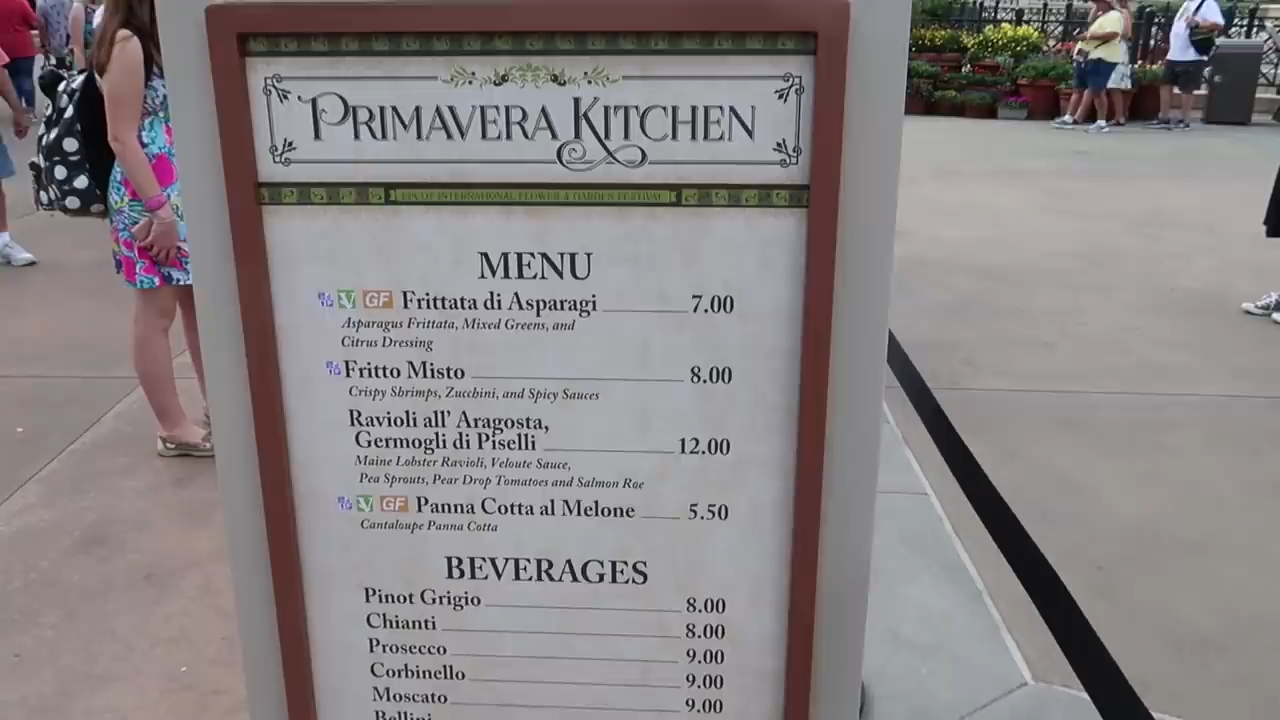 PRIMAVERA KITCHEN
EPCOT INTERNATIONAL FLOWER & GARDEN FESTIVAL
MENU
V GF Frittata di Asparagi 7.00
Asparagus Frittata, Mixed Greens, and
Citrus Dressing
Fritto Misto 8.00
Crispy Shrimps, Zucchini, and Spicy Sauces
Ravioli all' Aragosta,
Germogli di Piselli 12.00
Maine Lobster Ravioli, Veloute Sauce,
Pea Sprouts, Pear Drop Tomatoes and Salmon Roe
V GF Panna Cotta al Melone 5.50
Cantaloupe Panna Cotta
BEVERAGES
Pinot Grigio 8.00
Chianti 8.00
Prosecco 9.00
Corbinello 9.00
Moscato 9.00
Bellini